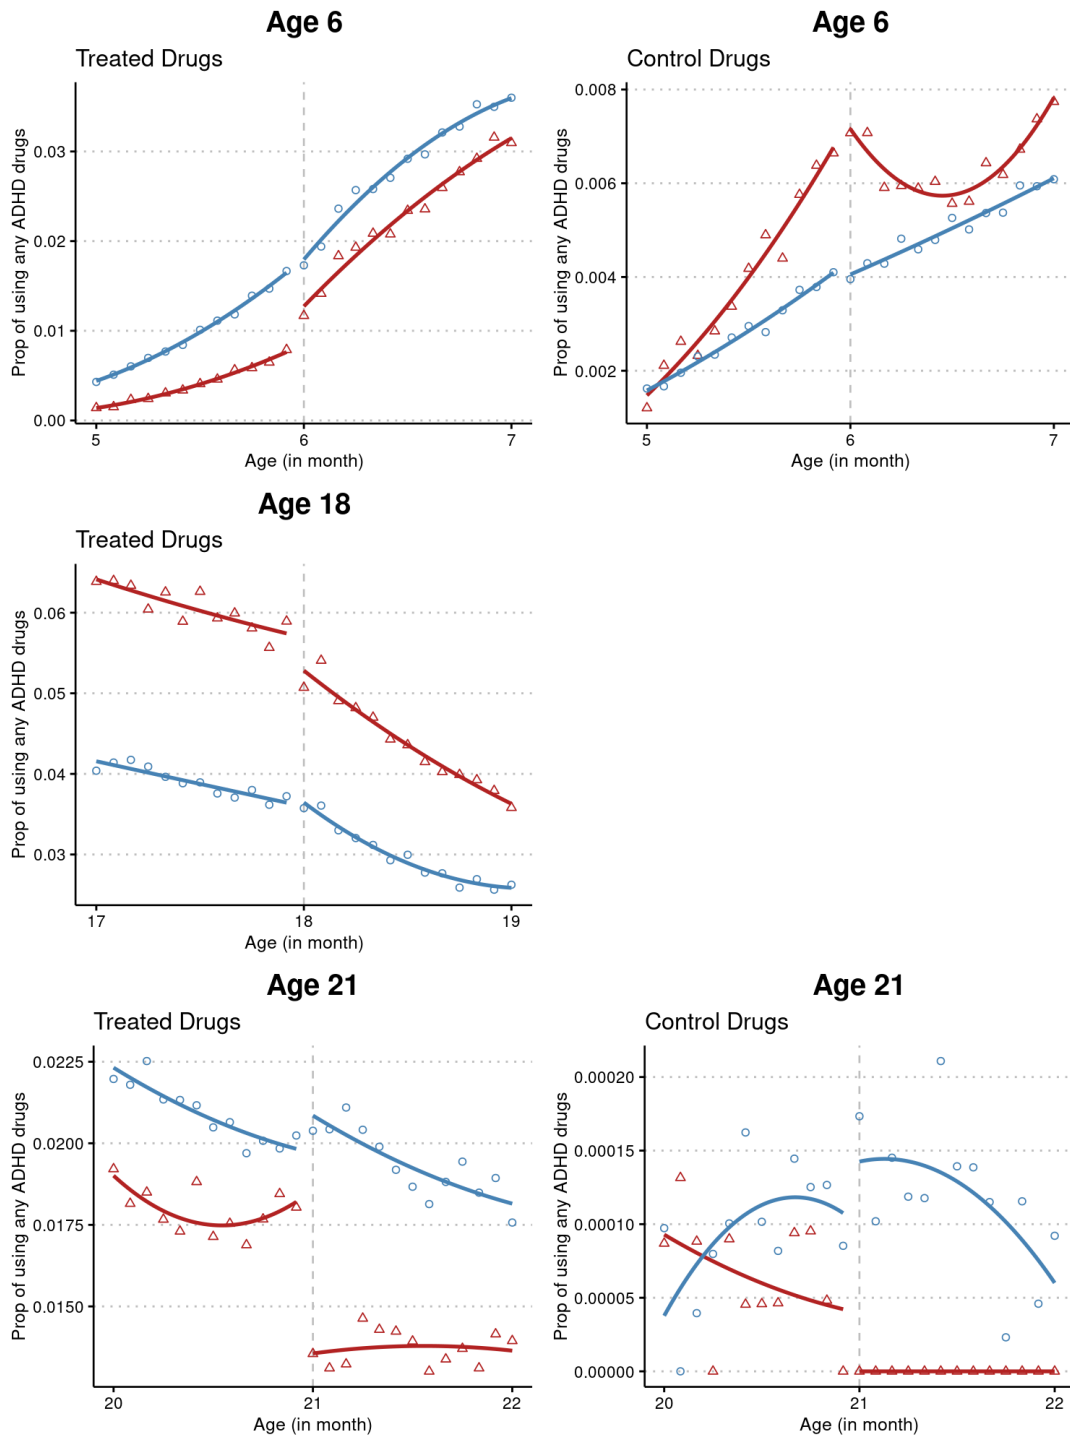 Age 6
Treated Drugs
Prop of using any ADHD drugs
0.03
0.02
0.01
0.00
5
6
7
Age (in month)
Age 6
Control Drugs
Prop of using any ADHD drugs
0.008
0.006
0.004
0.002
5
6
7
Age (in month)
Age 18
Treated Drugs
Prop of using any ADHD drugs
0.06
0.05
0.04
0.03
17
18
19
Age (in month)
Age 21
Treated Drugs
Prop of using any ADHD drugs
0.0225
0.0200
0.0175
0.0150
20
21
22
Age (in month)
Age 21
Control Drugs
Prop of using any ADHD drugs
0.00020
0.00015
0.00010
0.00005
0.00000
20
21
22
Age (in month)